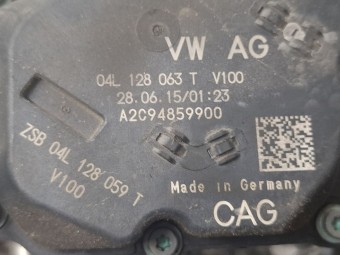 VW AG
04L 128 063 T V100
28.06.15/01:23
A2C94859900
ZSB 04L 128 059 T
V100
Made in Germany
CAG